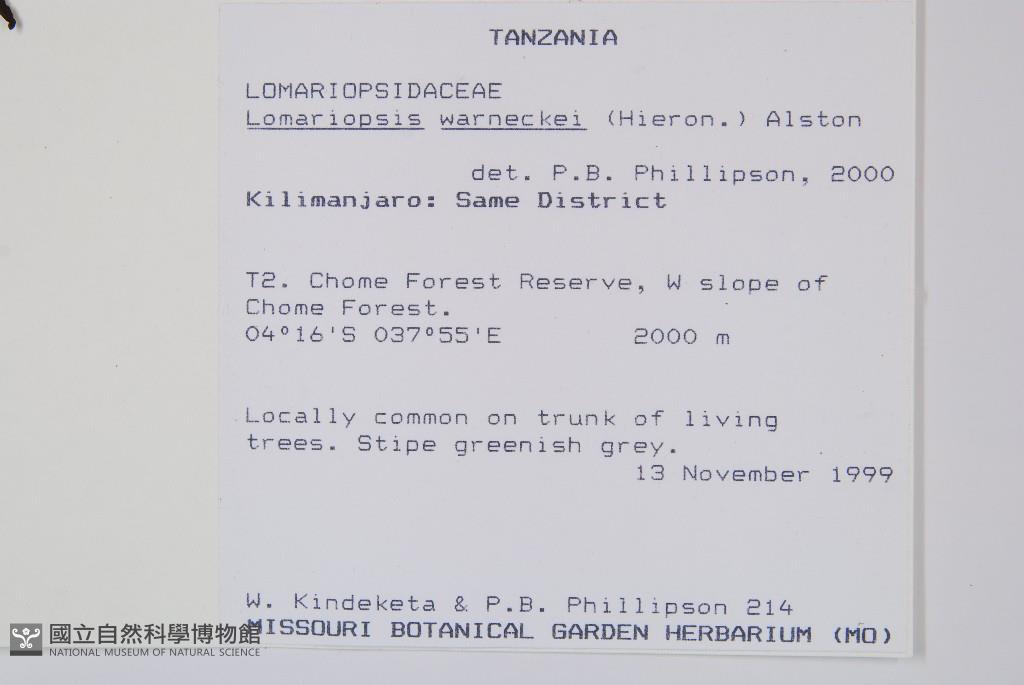 TANZANIA
LOMARIOPSIDACEAE
Lomariopsis warneckei (Hieron.) Alston
det. P.B. Phillipson, 2000
Kilimanjaro: Same District
T2. Chome Forest Reserve, W slope of
Chome Forest.
04°16'S 037°55'E 2000 m
Locally common on trunk of living
trees. Stipe greenish grey.
13 November 1999
W. Kindeketa & P.B. Phillipson 214
MISSOURI BOTANICAL GARDEN HERBARIUM (MO)
國立自然科學博物館
NATIONAL MUSEUM OF NATURAL SCIENCE